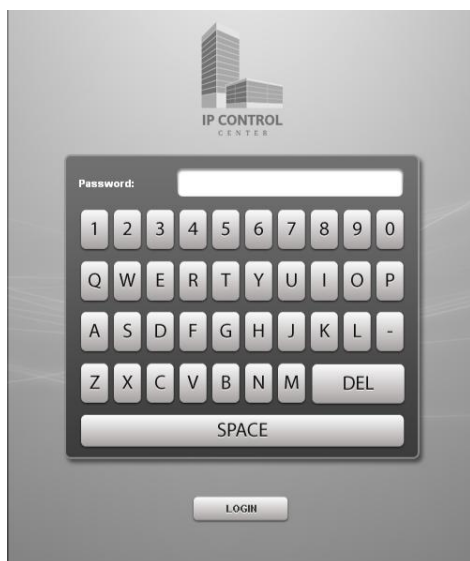 IP CONTROL
CENTER
Password:
1 2 3 4 5 6 7 8 9 0
Q W E R T Y U I O P
A S D F G H J K L -
Z X C V B N M DEL
SPACE
LOGIN